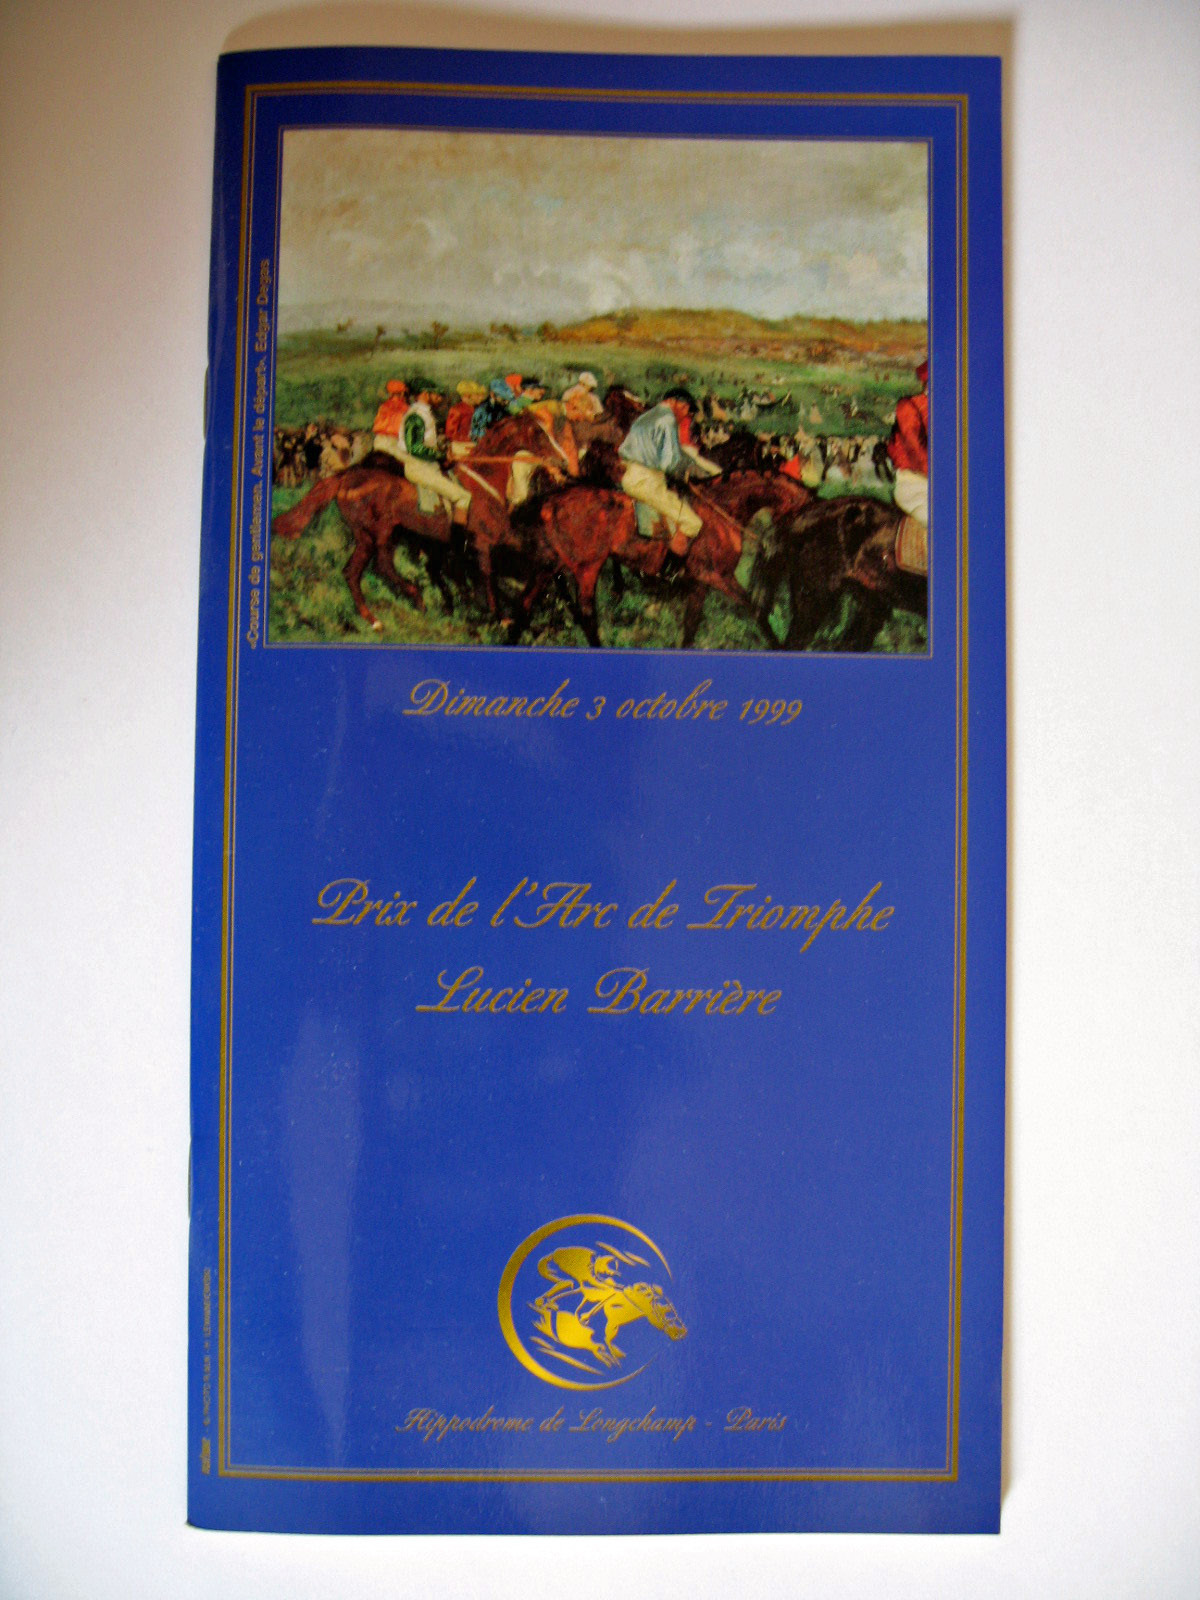 «Course de gentlemen. Avant le départ». Edgar Degas
Dimanche 3 octobre 1999
Prix de l'Arc de Triomphe
Lucien Barrière
Hippodrome de Longchamp - Paris
© PHOTO R.M.N.